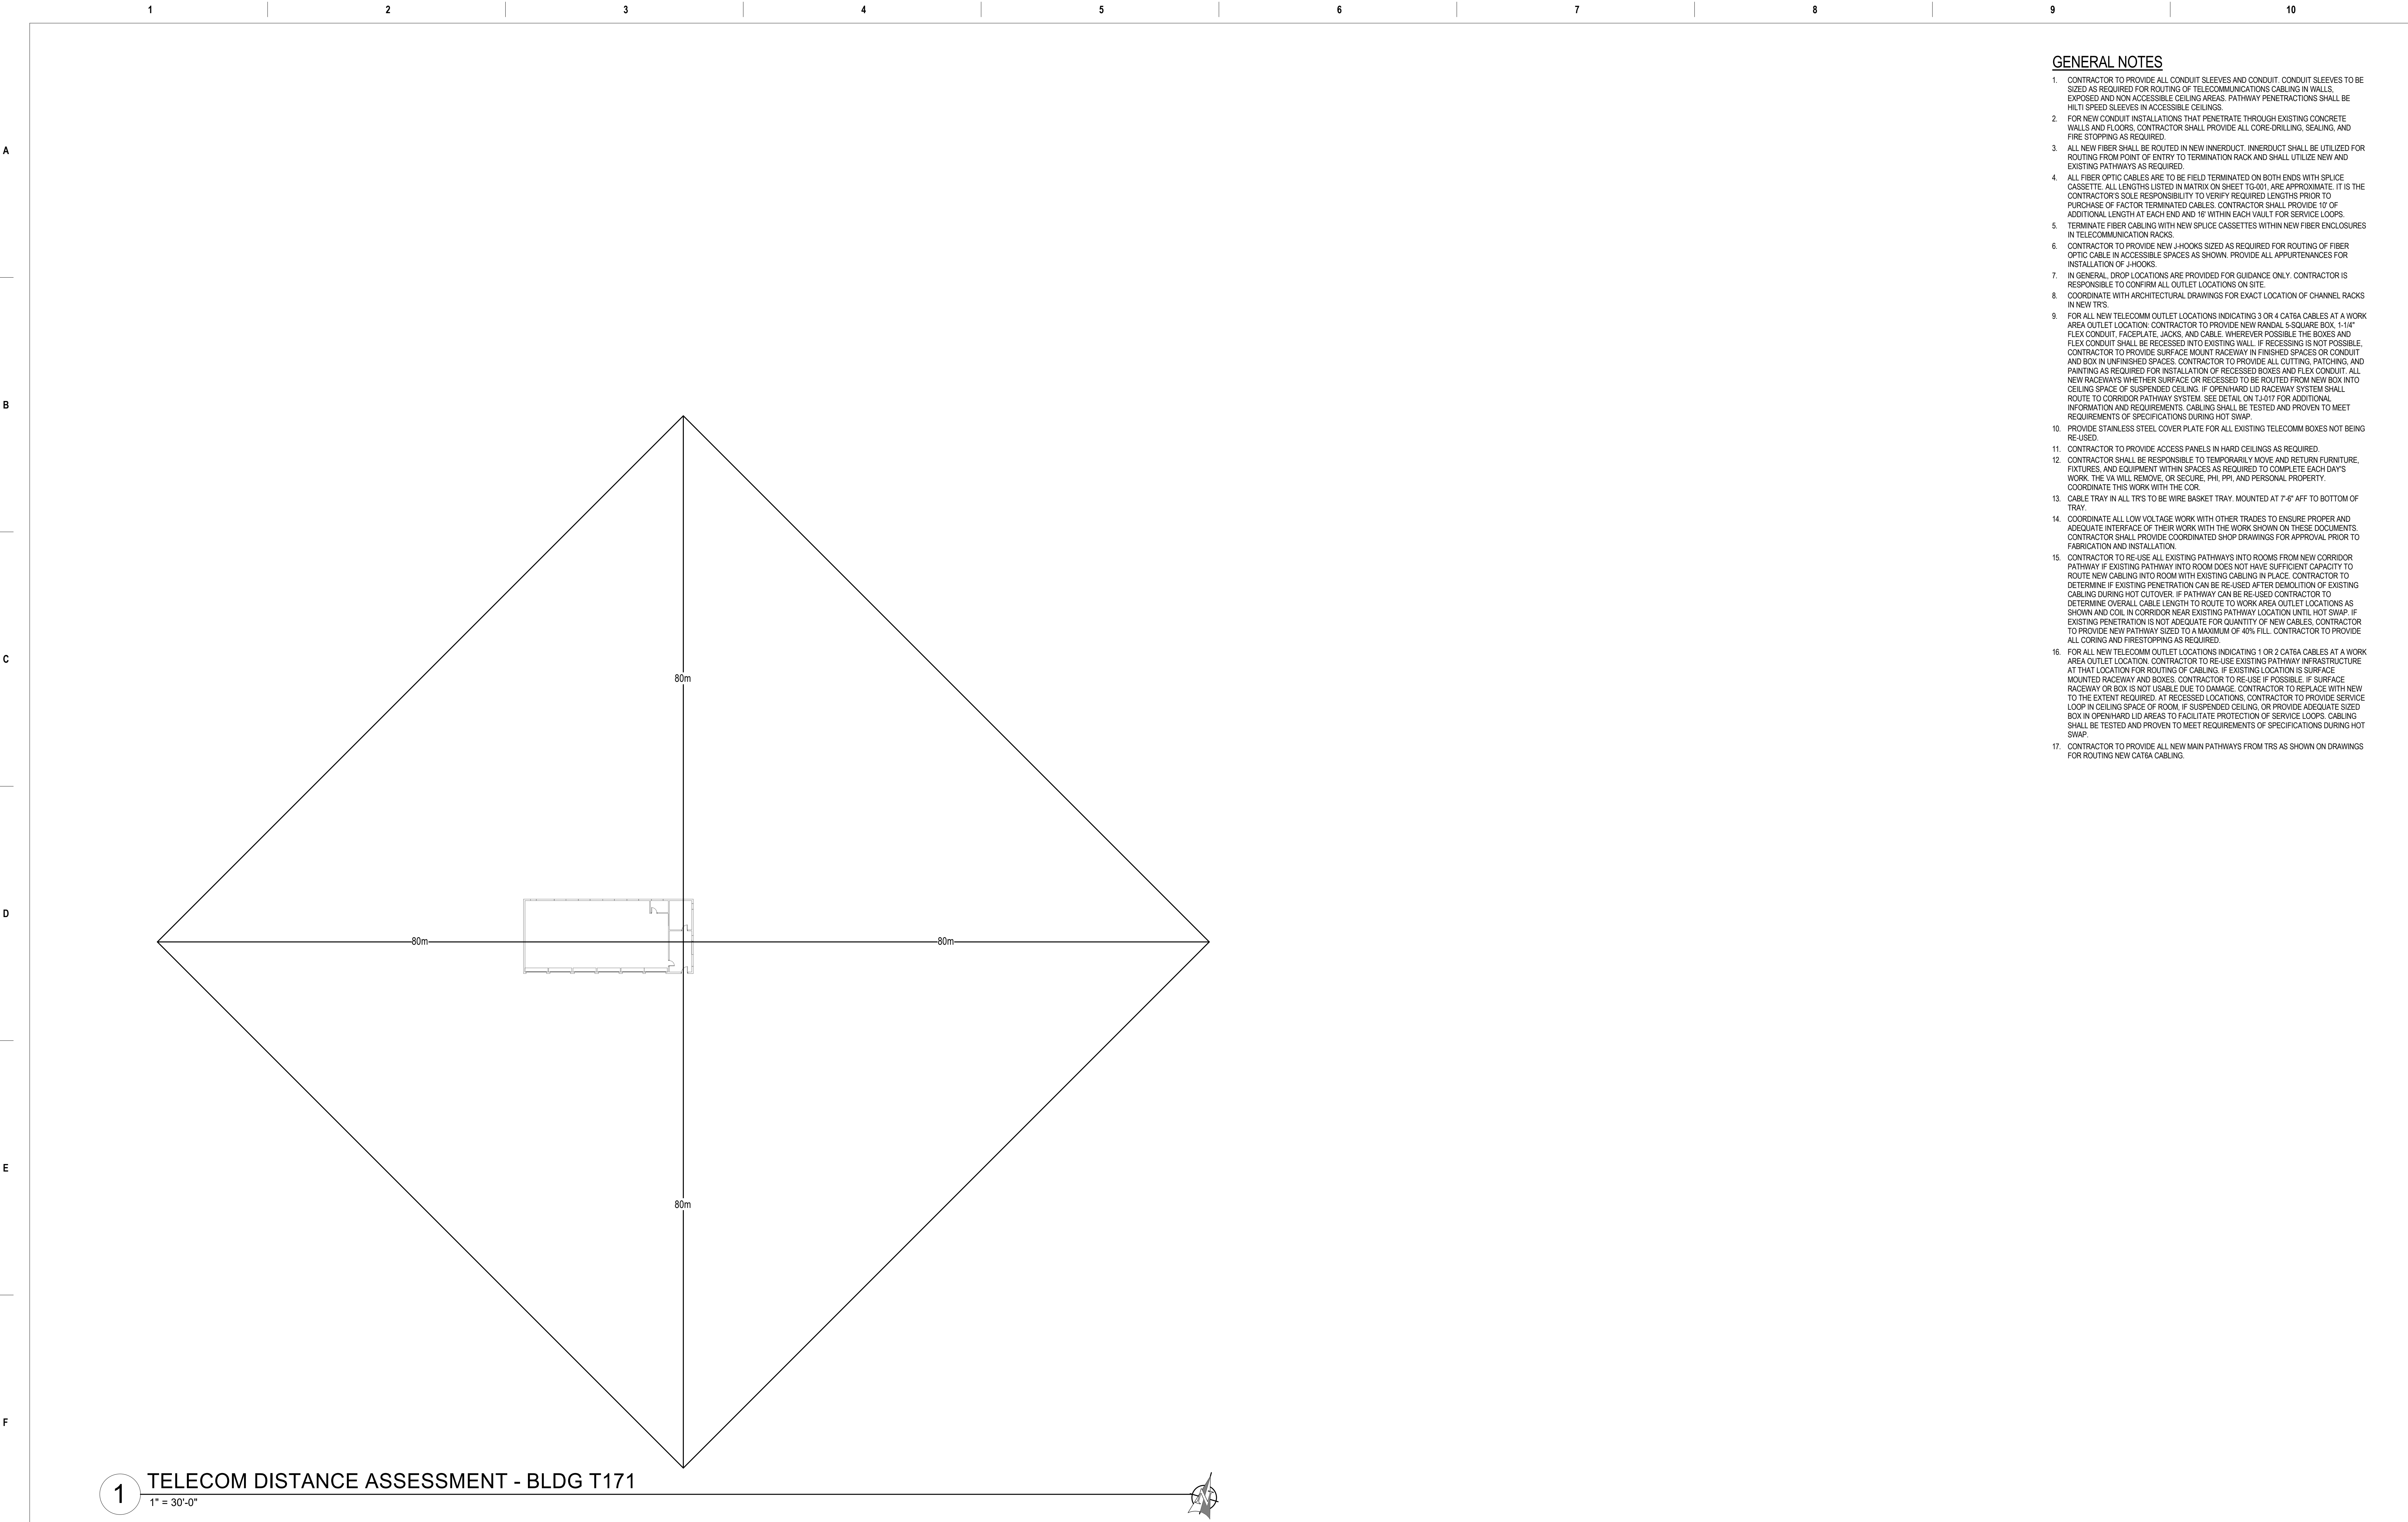 1 2 3 4 5 6 7 8 9 10
A
B
C
D
E
F
80m
80m
80m
80m
1
TELECOM DISTANCE ASSESSMENT - BLDG T171
1" = 30'-0"
N
GENERAL NOTES
1. CONTRACTOR TO PROVIDE ALL CONDUIT SLEEVES AND CONDUIT. CONDUIT SLEEVES TO BE
SIZED AS REQUIRED FOR ROUTING OF TELECOMMUNICATIONS CABLING IN WALLS,
EXPOSED AND NON ACCESSIBLE CEILING AREAS. PATHWAY PENETRACTIONS SHALL BE
HILTI SPEED SLEEVES IN ACCESSIBLE CEILINGS.
2. FOR NEW CONDUIT INSTALLATIONS THAT PENETRATE THROUGH EXISTING CONCRETE
WALLS AND FLOORS, CONTRACTOR SHALL PROVIDE ALL CORE-DRILLING, SEALING, AND
FIRE STOPPING AS REQUIRED.
3. ALL NEW FIBER SHALL BE ROUTED IN NEW INNERDUCT. INNERDUCT SHALL BE UTILIZED FOR
ROUTING FROM POINT OF ENTRY TO TERMINATION RACK AND SHALL UTILIZE NEW AND
EXISTING PATHWAYS AS REQUIRED.
4. ALL FIBER OPTIC CABLES ARE TO BE FIELD TERMINATED ON BOTH ENDS WITH SPLICE
CASSETTE. ALL LENGTHS LISTED IN MATRIX ON SHEET TG-001, ARE APPROXIMATE. IT IS THE
CONTRACTOR'S SOLE RESPONSIBILITY TO VERIFY REQUIRED LENGTHS PRIOR TO
PURCHASE OF FACTOR TERMINATED CABLES. CONTRACTOR SHALL PROVIDE 10' OF
ADDITIONAL LENGTH AT EACH END AND 16' WITHIN EACH VAULT FOR SERVICE LOOPS.
5. TERMINATE FIBER CABLING WITH NEW SPLICE CASSETTES WITHIN NEW FIBER ENCLOSURES
IN TELECOMMUNICATION RACKS.
6. CONTRACTOR TO PROVIDE NEW J-HOOKS SIZED AS REQUIRED FOR ROUTING OF FIBER
OPTIC CABLE IN ACCESSIBLE SPACES AS SHOWN. PROVIDE ALL APPURTENANCES FOR
INSTALLATION OF J-HOOKS.
7. IN GENERAL, DROP LOCATIONS ARE PROVIDED FOR GUIDANCE ONLY. CONTRACTOR IS
RESPONSIBLE TO CONFIRM ALL OUTLET LOCATIONS ON SITE.
8. COORDINATE WITH ARCHITECTURAL DRAWINGS FOR EXACT LOCATION OF CHANNEL RACKS
IN NEW TR'S.
9. FOR ALL NEW TELECOMM OUTLET LOCATIONS INDICATING 3 OR 4 CAT6A CABLES AT A WORK
AREA OUTLET LOCATION: CONTRACTOR TO PROVIDE NEW RANDAL 5-SQUARE BOX, 1-1/4"
FLEX CONDUIT, FACEPLATE, JACKS, AND CABLE. WHEREVER POSSIBLE THE BOXES AND
FLEX CONDUIT SHALL BE RECESSED INTO EXISTING WALL. IF RECESSING IS NOT POSSIBLE,
CONTRACTOR TO PROVIDE SURFACE MOUNT RACEWAY IN FINISHED SPACES OR CONDUIT
AND BOX IN UNFINISHED SPACES. CONTRACTOR TO PROVIDE ALL CUTTING, PATCHING, AND
PAINTING AS REQUIRED FOR INSTALLATION OF RECESSED BOXES AND FLEX CONDUIT. ALL
NEW RACEWAYS WHETHER SURFACE OR RECESSED TO BE ROUTED FROM NEW BOX INTO
CEILING SPACE OF SUSPENDED CEILING. IF OPEN/HARD LID RACEWAY SYSTEM SHALL
ROUTE TO CORRIDOR PATHWAY SYSTEM. SEE DETAIL ON TJ-017 FOR ADDITIONAL
INFORMATION AND REQUIREMENTS. CABLING SHALL BE TESTED AND PROVEN TO MEET
REQUIREMENTS OF SPECIFICATIONS DURING HOT SWAP.
10. PROVIDE STAINLESS STEEL COVER PLATE FOR ALL EXISTING TELECOMM BOXES NOT BEING
RE-USED.
11. CONTRACTOR TO PROVIDE ACCESS PANELS IN HARD CEILINGS AS REQUIRED.
12. CONTRACTOR SHALL BE RESPONSIBLE TO TEMPORARILY MOVE AND RETURN FURNITURE,
FIXTURES, AND EQUIPMENT WITHIN SPACES AS REQUIRED TO COMPLETE EACH DAY'S
WORK. THE VA WILL REMOVE, OR SECURE, PHI, PPI, AND PERSONAL PROPERTY.
COORDINATE THIS WORK WITH THE COR.
13. CABLE TRAY IN ALL TR'S TO BE WIRE BASKET TRAY. MOUNTED AT 7'-6" AFF TO BOTTOM OF
TRAY.
14. COORDINATE ALL LOW VOLTAGE WORK WITH OTHER TRADES TO ENSURE PROPER AND
ADEQUATE INTERFACE OF THEIR WORK WITH THE WORK SHOWN ON THESE DOCUMENTS.
CONTRACTOR SHALL PROVIDE COORDINATED SHOP DRAWINGS FOR APPROVAL PRIOR TO
FABRICATION AND INSTALLATION.
15. CONTRACTOR TO RE-USE ALL EXISTING PATHWAYS INTO ROOMS FROM NEW CORRIDOR
PATHWAY IF EXISTING PATHWAY INTO ROOM DOES NOT HAVE SUFFICIENT CAPACITY TO
ROUTE NEW CABLING INTO ROOM WITH EXISTING CABLING IN PLACE. CONTRACTOR TO
DETERMINE IF EXISTING PENETRATION CAN BE RE-USED AFTER DEMOLITION OF EXISTING
CABLING DURING HOT CUTOVER. IF PATHWAY CAN BE RE-USED CONTRACTOR TO
DETERMINE OVERALL CABLE LENGTH TO ROUTE TO WORK AREA OUTLET LOCATIONS AS
SHOWN AND COIL IN CORRIDOR NEAR EXISTING PATHWAY LOCATION UNTIL HOT SWAP. IF
EXISTING PENETRATION IS NOT ADEQUATE FOR QUANTITY OF NEW CABLES, CONTRACTOR
TO PROVIDE NEW PATHWAY SIZED TO A MAXIMUM OF 40% FILL. CONTRACTOR TO PROVIDE
ALL CORING AND FIRESTOPPING AS REQUIRED.
16. FOR ALL NEW TELECOMM OUTLET LOCATIONS INDICATING 1 OR 2 CAT6A CABLES AT A WORK
AREA OUTLET LOCATION. CONTRACTOR TO RE-USE EXISTING PATHWAY INFRASTRUCTURE
AT THAT LOCATION FOR ROUTING OF CABLING. IF EXISTING LOCATION IS SURFACE
MOUNTED RACEWAY AND BOXES. CONTRACTOR TO RE-USE IF POSSIBLE. IF SURFACE
RACEWAY OR BOX IS NOT USABLE DUE TO DAMAGE. CONTRACTOR TO REPLACE WITH NEW
TO THE EXTENT REQUIRED. AT RECESSED LOCATIONS, CONTRACTOR TO PROVIDE SERVICE
LOOP IN CEILING SPACE OF ROOM, IF SUSPENDED CEILING, OR PROVIDE ADEQUATE SIZED
BOX IN OPEN/HARD LID AREAS TO FACILITATE PROTECTION OF SERVICE LOOPS. CABLING
SHALL BE TESTED AND PROVEN TO MEET REQUIREMENTS OF SPECIFICATIONS DURING HOT
SWAP.
17. CONTRACTOR TO PROVIDE ALL NEW MAIN PATHWAYS FROM TRS AS SHOWN ON DRAWINGS
FOR ROUTING NEW CAT6A CABLING.